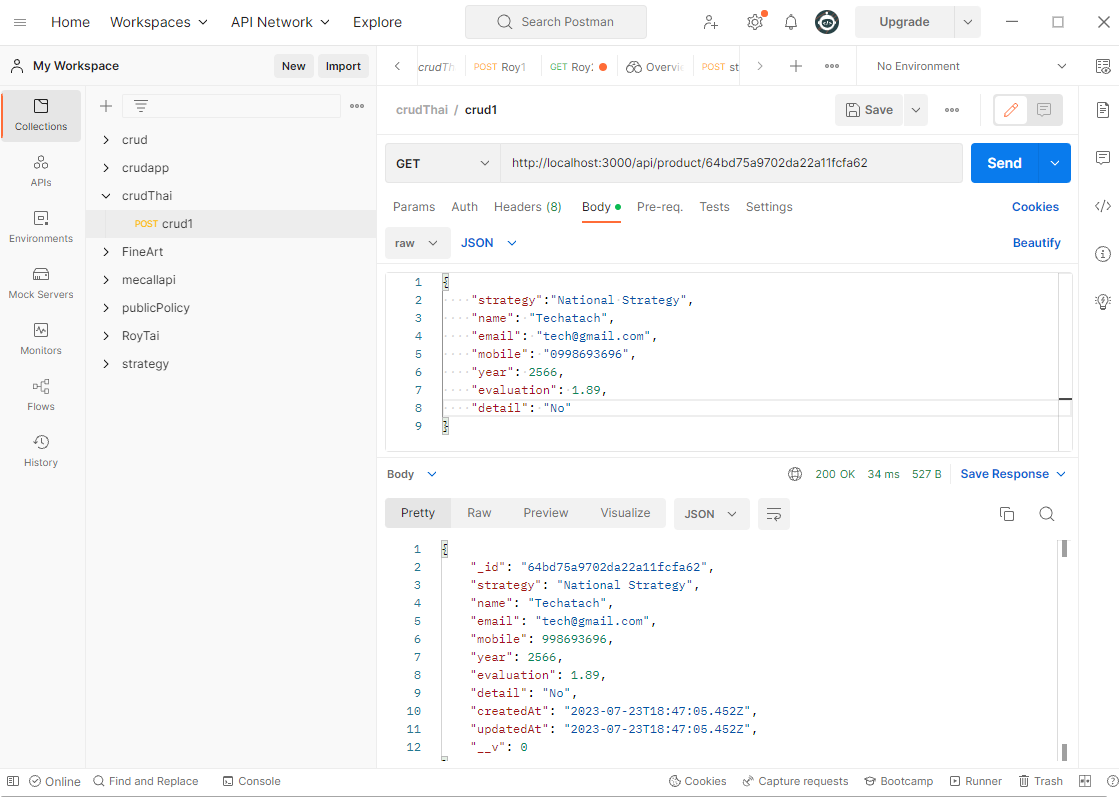 Home Workspaces API Network Explore Search Postman Upgrade
My Workspace New Import crudTh POST Roy1 GET Roy: Overvi POST st No Environment
Collections
APIs
Environments
Mock Servers
Monitors
Flows
History
crud
crudapp
crudThai
POST crud1
FineArt
mecallapi
publicPolicy
RoyTai
strategy
crudThai / crud1 Save
GET http://localhost:3000/api/product/64bd75a9702da22a11fcfa62 Send
Params Auth Headers (8) Body Pre-req. Tests Settings Cookies
raw JSON Beautify
1 {
2 "strategy":"National Strategy",
3 "name": "Techatach",
4 "email": "tech@gmail.com",
5 "mobile": "0998693696",
6 "year": 2566,
7 "evaluation": 1.89,
8 "detail": "No"
9 }
Body 200 OK 34 ms 527 B Save Response
Pretty Raw Preview Visualize JSON
1 {
2 "_id": "64bd75a9702da22a11fcfa62",
3 "strategy": "National Strategy",
4 "name": "Techatach",
5 "email": "tech@gmail.com",
6 "mobile": 998693696,
7 "year": 2566,
8 "evaluation": 1.89,
9 "detail": "No",
10 "createdAt": "2023-07-23T18:47:05.452Z",
11 "updatedAt": "2023-07-23T18:47:05.452Z",
12 "__v": 0
Online Find and Replace Console Cookies Capture requests Bootcamp Runner Trash